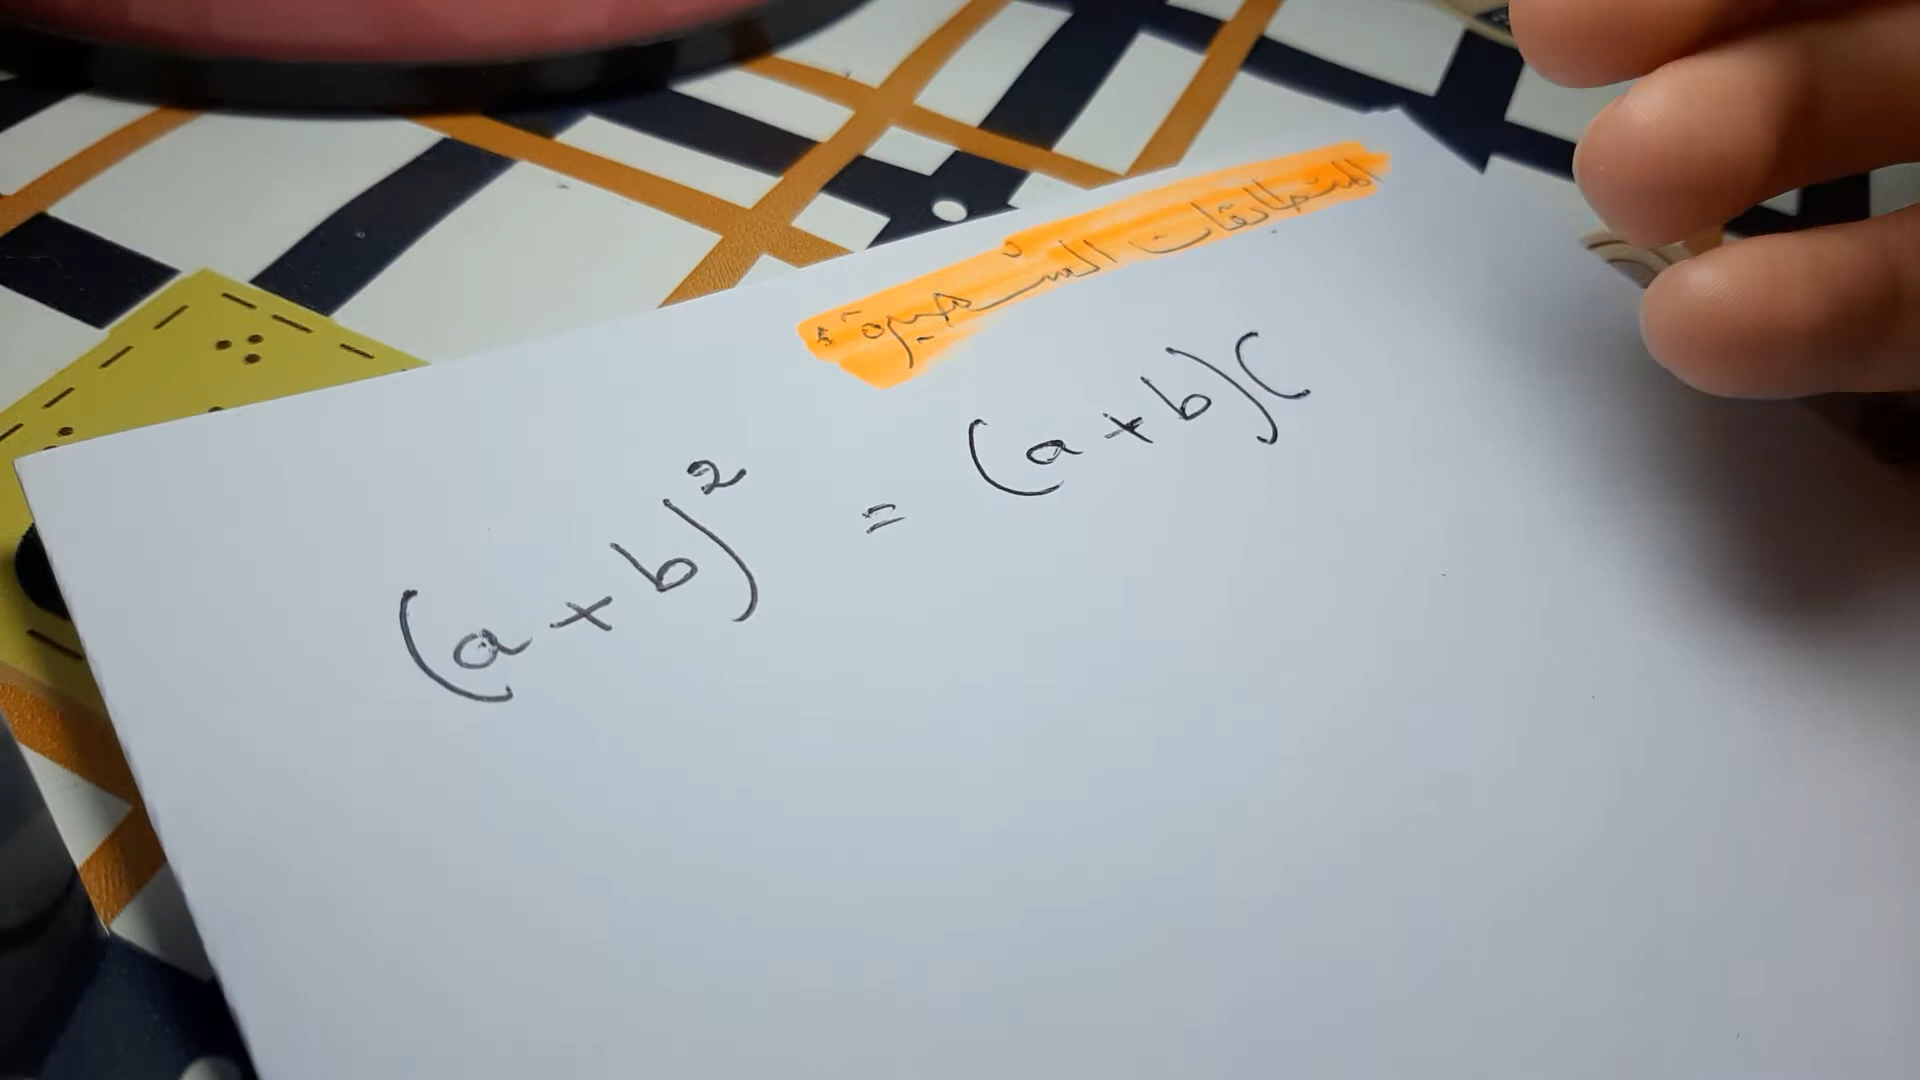 المتطابقات الشهيرة:
(a + b)² = (a + b)(